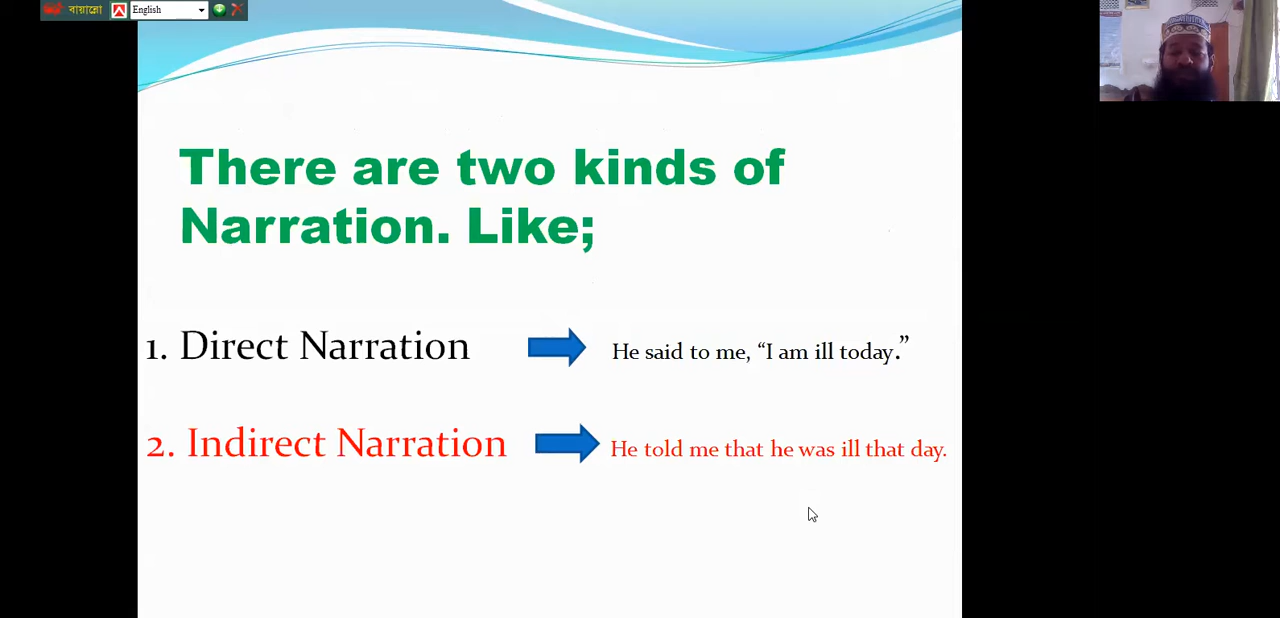 বায়ান্নো English
There are two kinds of
Narration. Like;
1. Direct Narration He said to me, “I am ill today.”
2. Indirect Narration He told me that he was ill that day.